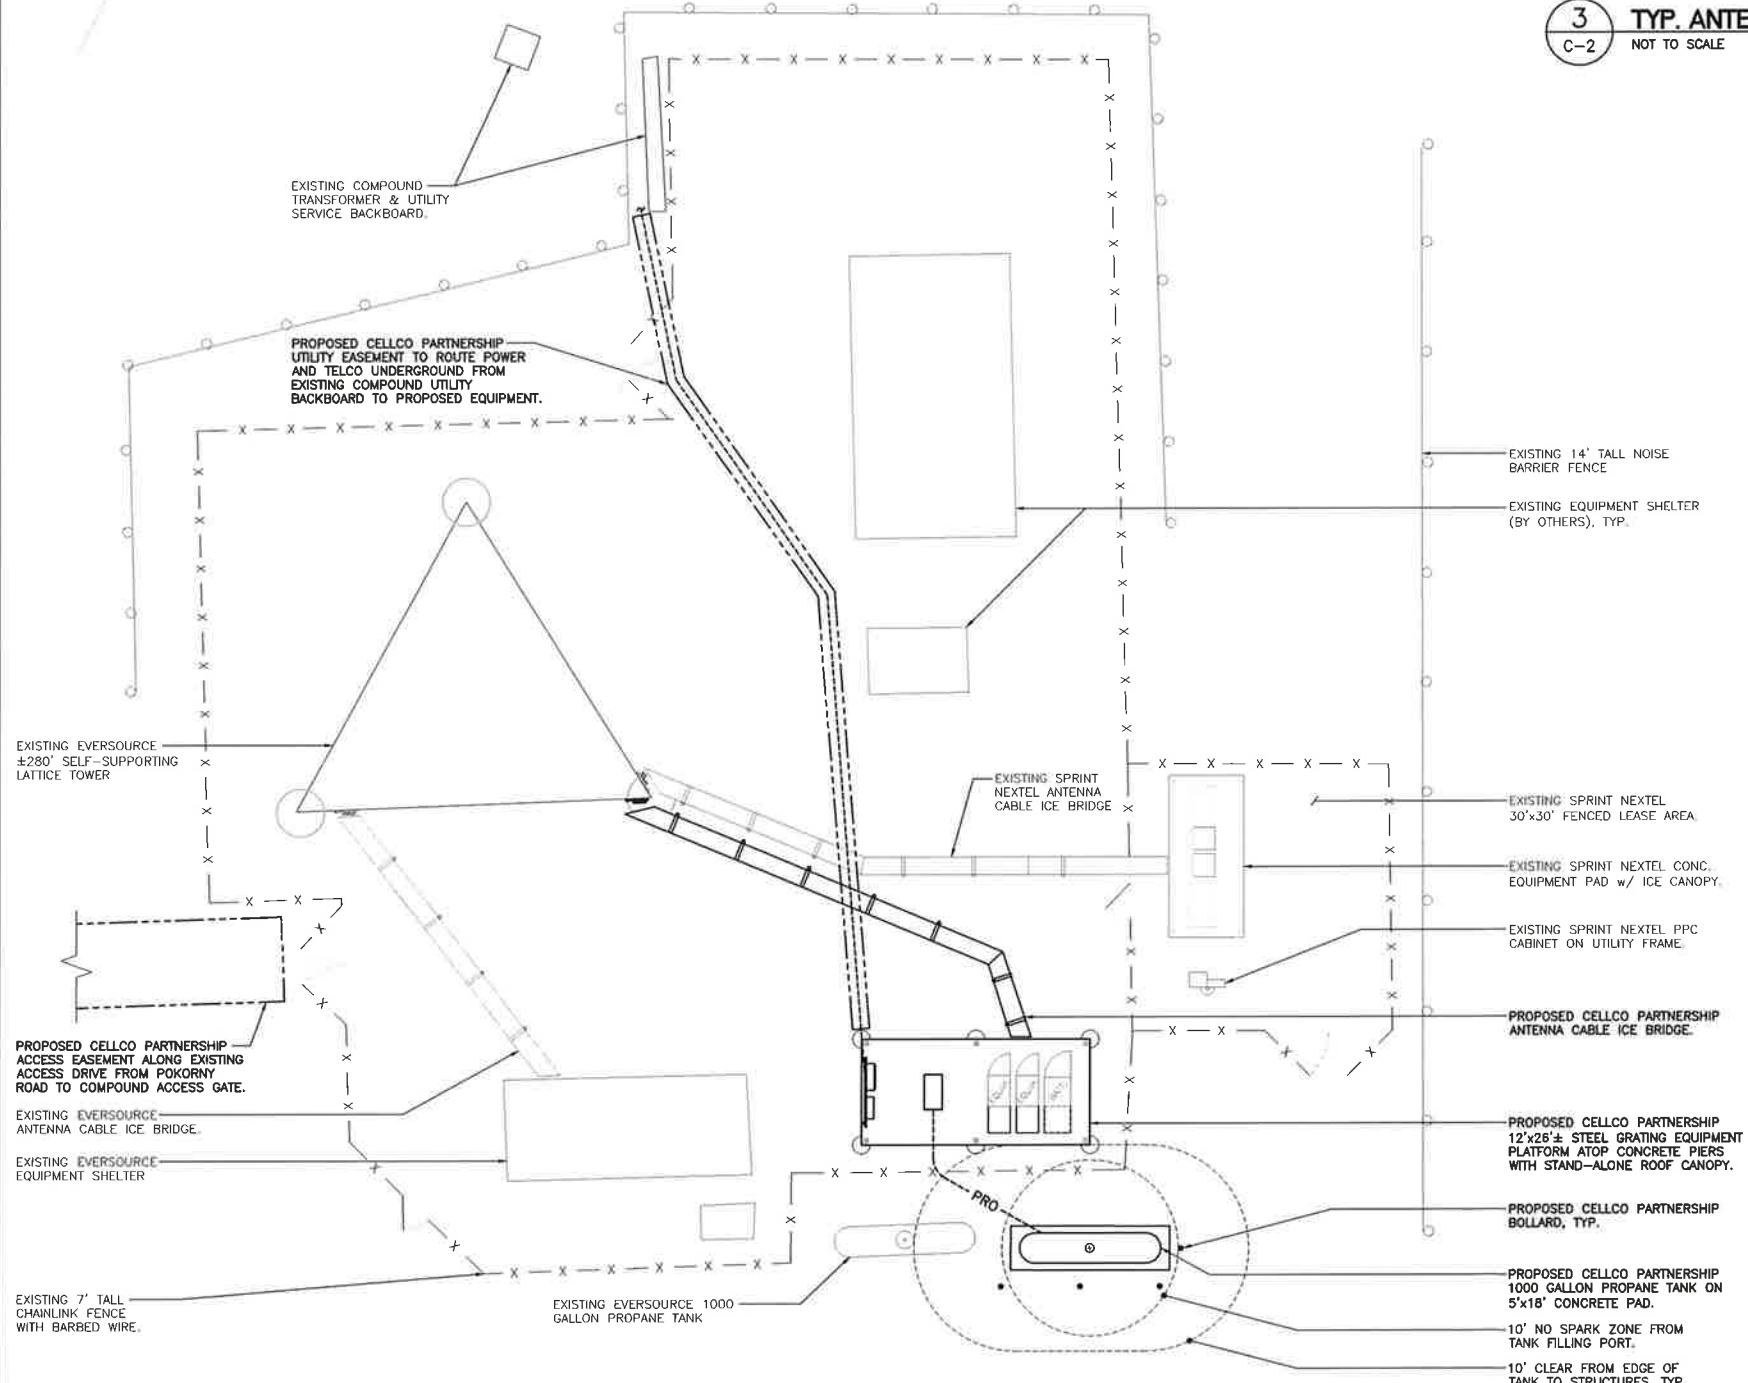 3
C-2
TYP. ANTE
NOT TO SCALE
EXISTING COMPOUND
TRANSFORMER & UTILITY
SERVICE BACKBOARD.
PROPOSED CELLCO PARTNERSHIP
UTILITY EASEMENT TO ROUTE POWER
AND TELCO UNDERGROUND FROM
EXISTING COMPOUND UTILITY
BACKBOARD TO PROPOSED EQUIPMENT.
EXISTING 14' TALL NOISE
BARRIER FENCE
EXISTING EQUIPMENT SHELTER
(BY OTHERS), TYP.
EXISTING EVERSOURCE
±280' SELF-SUPPORTING
LATTICE TOWER
EXISTING SPRINT
NEXTEL ANTENNA
CABLE ICE BRIDGE
EXISTING SPRINT NEXTEL
30'x30' FENCED LEASE AREA.
EXISTING SPRINT NEXTEL CONC.
EQUIPMENT PAD w/ ICE CANOPY.
EXISTING SPRINT NEXTEL PPC
CABINET ON UTILITY FRAME.
PROPOSED CELLCO PARTNERSHIP
ANTENNA CABLE ICE BRIDGE.
PROPOSED CELLCO PARTNERSHIP
ACCESS EASEMENT ALONG EXISTING
ACCESS DRIVE FROM POKORNY
ROAD TO COMPOUND ACCESS GATE.
EXISTING EVERSOURCE
ANTENNA CABLE ICE BRIDGE.
EXISTING EVERSOURCE
EQUIPMENT SHELTER
PROPOSED CELLCO PARTNERSHIP
12'x26'± STEEL GRATING EQUIPMENT
PLATFORM ATOP CONCRETE PIERS
WITH STAND-ALONE ROOF CANOPY.
PRO
PROPOSED CELLCO PARTNERSHIP
BOLLARD, TYP.
PROPOSED CELLCO PARTNERSHIP
1000 GALLON PROPANE TANK ON
5'x18' CONCRETE PAD.
EXISTING 7' TALL
CHAINLINK FENCE
WITH BARBED WIRE.
EXISTING EVERSOURCE 1000
GALLON PROPANE TANK
10' NO SPARK ZONE FROM
TANK FILLING PORT.
10' CLEAR FROM EDGE OF
TANK TO STRUCTURES, TYP